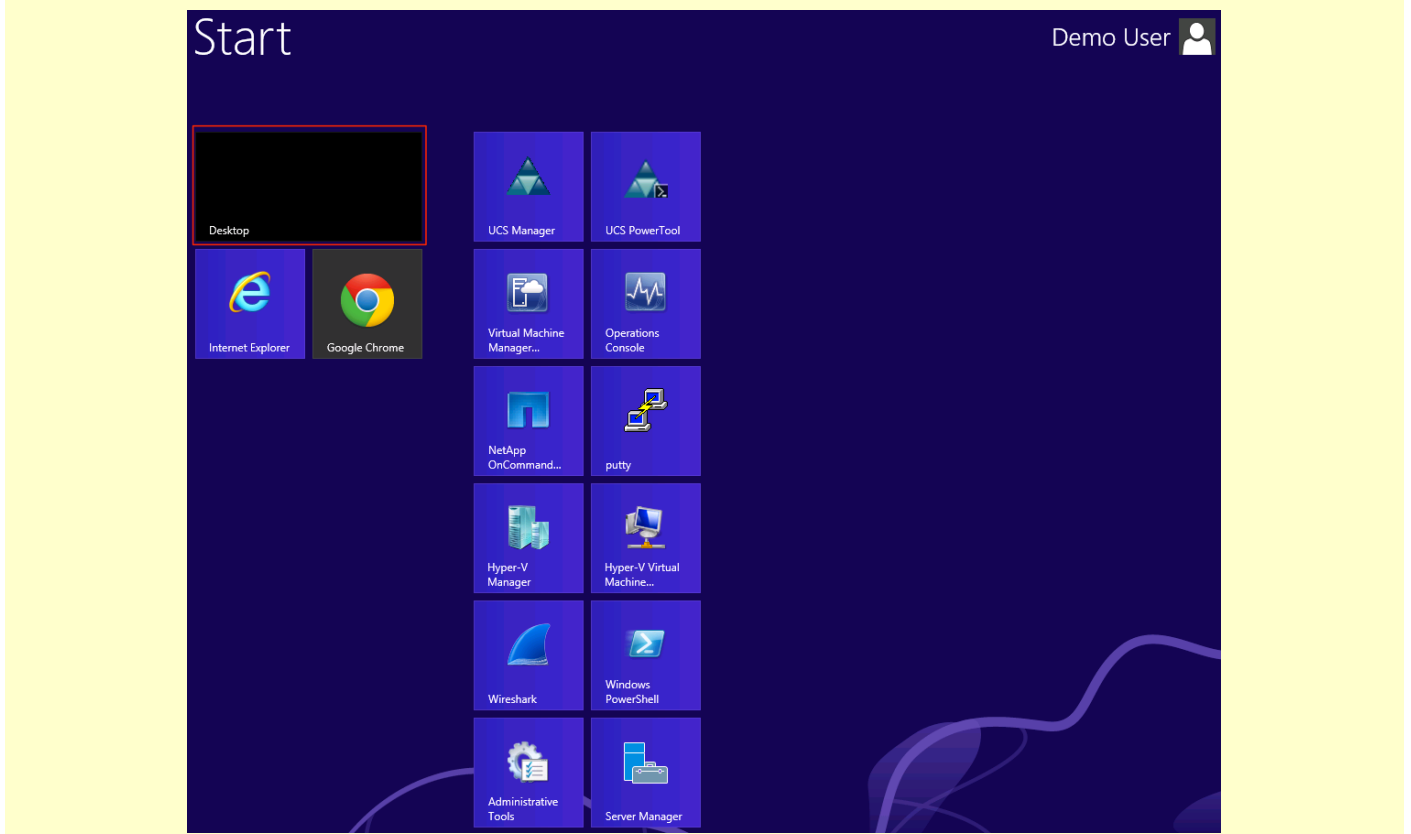 Start
Demo User
Desktop
UCS Manager
UCS PowerTool
Internet Explorer
Google Chrome
Virtual Machine
Manager...
Operations
Console
NetApp
OnCommand...
putty
Hyper-V
Manager
Hyper-V Virtual
Machine...
Wireshark
Windows
PowerShell
Administrative
Tools
Server Manager